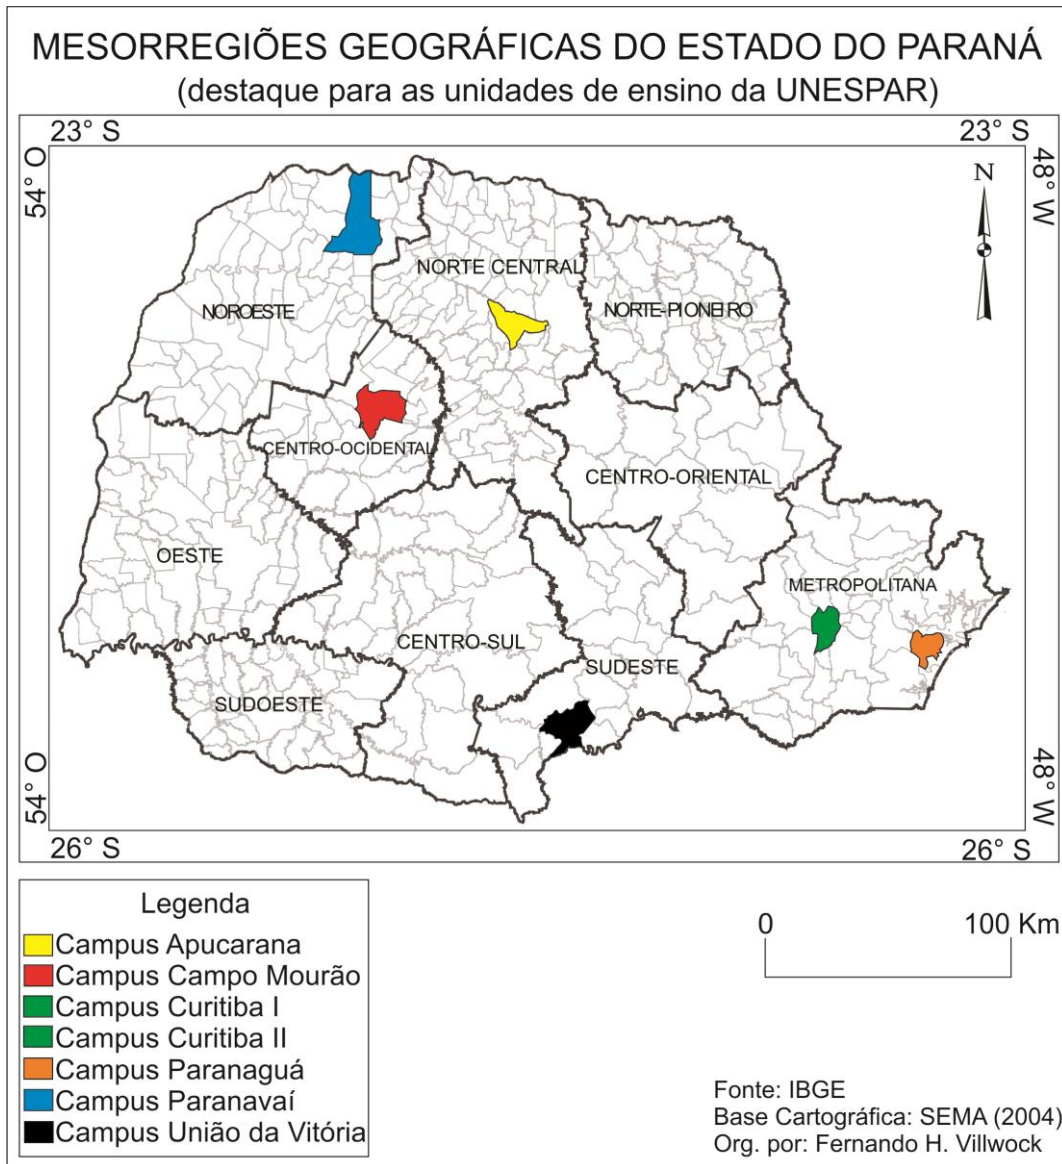 MESORREGIÕES GEOGRÁFICAS DO ESTADO DO PARANÁ
(destaque para as unidades de ensino da UNESPAR)
23° S
23° S
54° O
48° W
N
NORTE CENTRAL
NOROESTE
NORTE-PIONEIRO
CENTRO-OCIDENTAL
CENTRO-ORIENTAL
OESTE
METROPOLITANA
CENTRO-SUL
SUDESTE
SUDOESTE
54° O
48° W
26° S
26° S
Legenda
Campus Apucarana
Campus Campo Mourão
Campus Curitiba I
Campus Curitiba II
Campus Paranaguá
Campus Paranavaí
Campus União da Vitória
0 100 Km
Fonte: IBGE
Base Cartográfica: SEMA (2004)
Org. por: Fernando H. Villwock